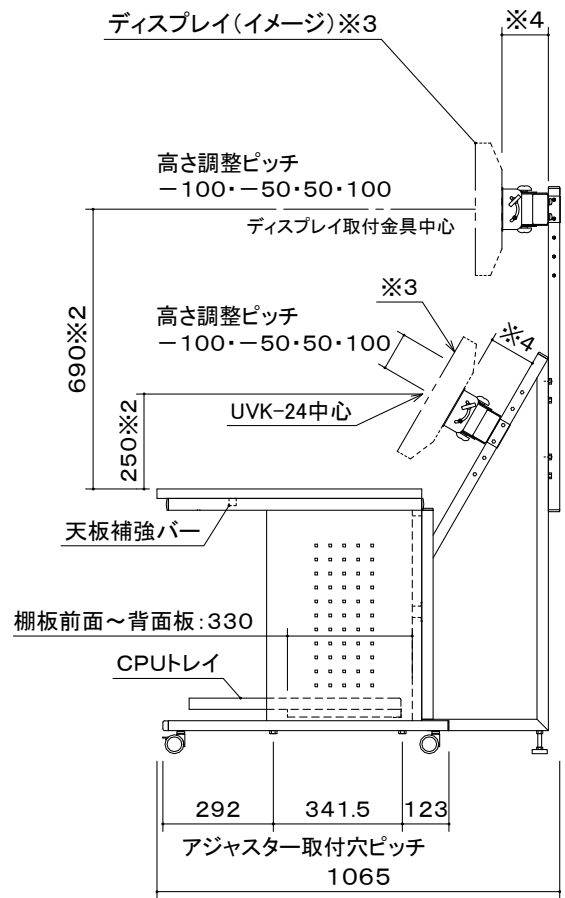 ディスプレイ(イメージ)※3
※4
高さ調整ピッチ
−100・−50・50・100
ディスプレイ取付金具中心
690※2
※3
※4
高さ調整ピッチ
−100・−50・50・100
250※2
UVK-24中心
天板補強バー
棚板前面～背面板:330
CPUトレイ
292
341.5
123
アジャスター取付穴ピッチ
1065